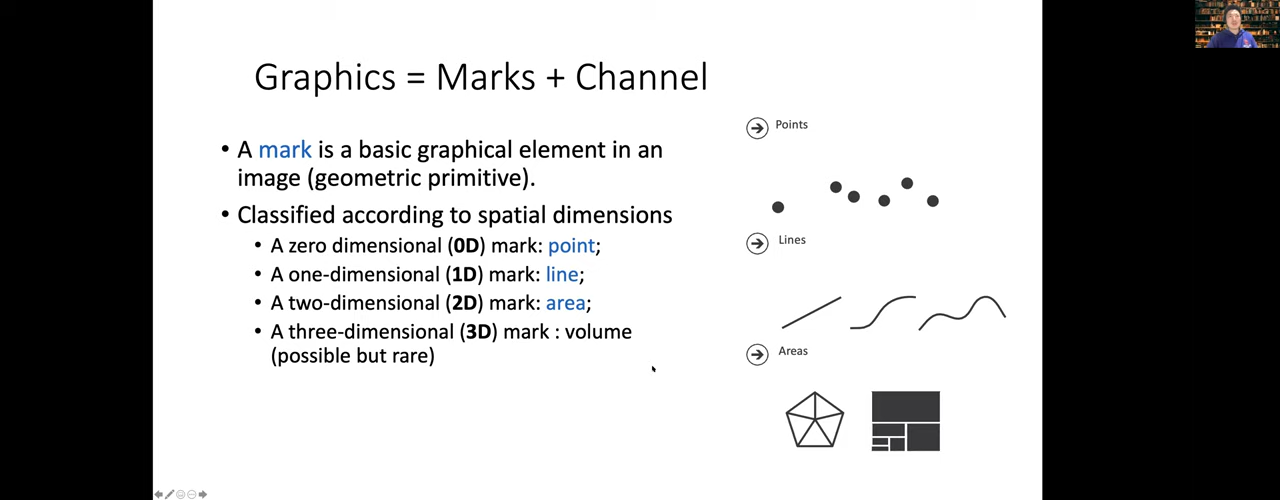 Graphics = Marks + Channel
• A mark is a basic graphical element in an
image (geometric primitive).
• Classified according to spatial dimensions
• A zero dimensional (0D) mark: point;
• A one-dimensional (1D) mark: line;
• A two-dimensional (2D) mark: area;
• A three-dimensional (3D) mark : volume
(possible but rare)
Points
Lines
Areas